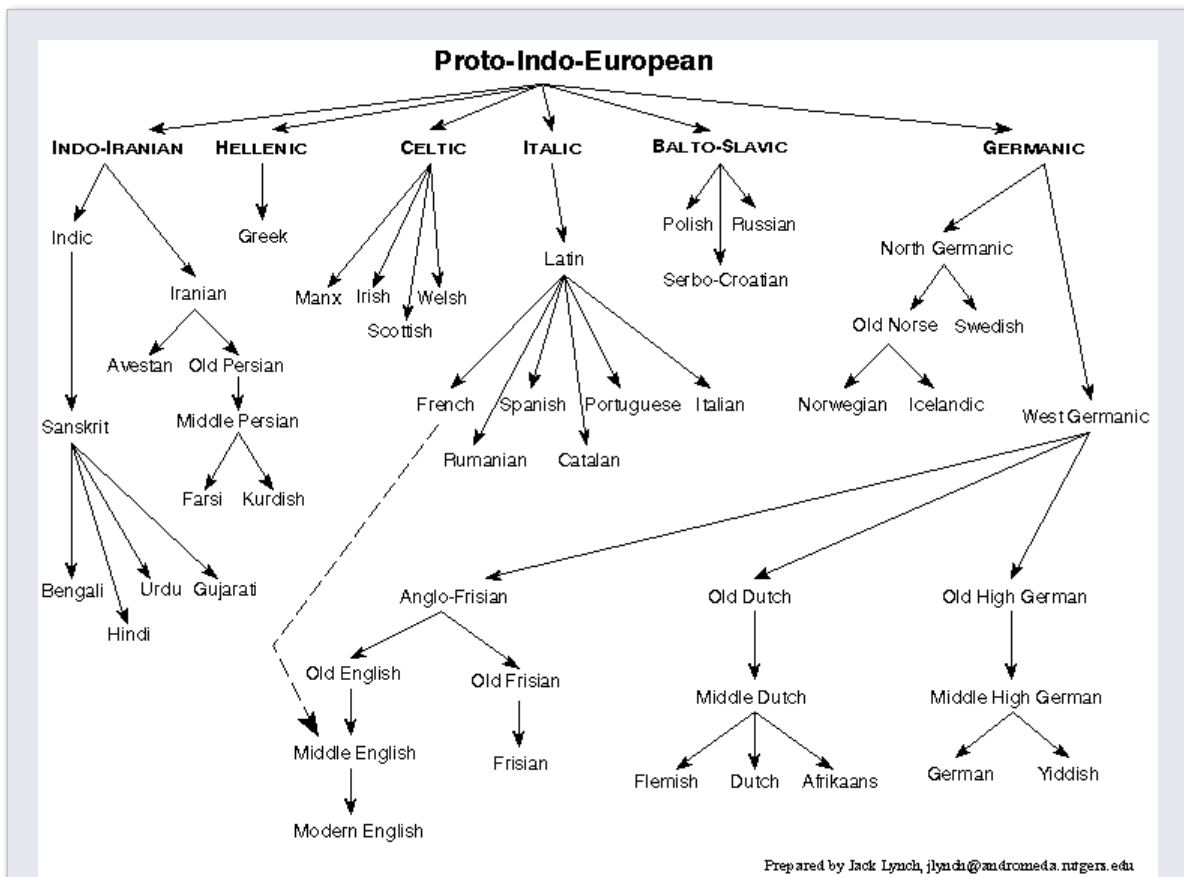 Proto-Indo-European
INDO-IRANIAN HELLENIC CELTIC ITALIC BALTO-SLAVIC GERMANIC
Polish Russian
Indic Greek North Germanic
Latin
Serbo-Croatian
Iranian Manx Irish Welsh
Scottish Old Norse Swedish
Avestan Old Persian
French Spanish Portuguese Italian Norwegian Icelandic
Sanskrit Middle Persian West Germanic
Rumanian Catalan
Farsi Kurdish
Bengali Urdu Gujarati Anglo-Frisian Old Dutch Old High German
Hindi
Old English Old Frisian
Middle Dutch Middle High German
Middle English Frisian
Flemish Dutch Afrikaans German Yiddish
Modern English
Prepared by Jack Lynch, jlynch@andromeda.rutgers.edu